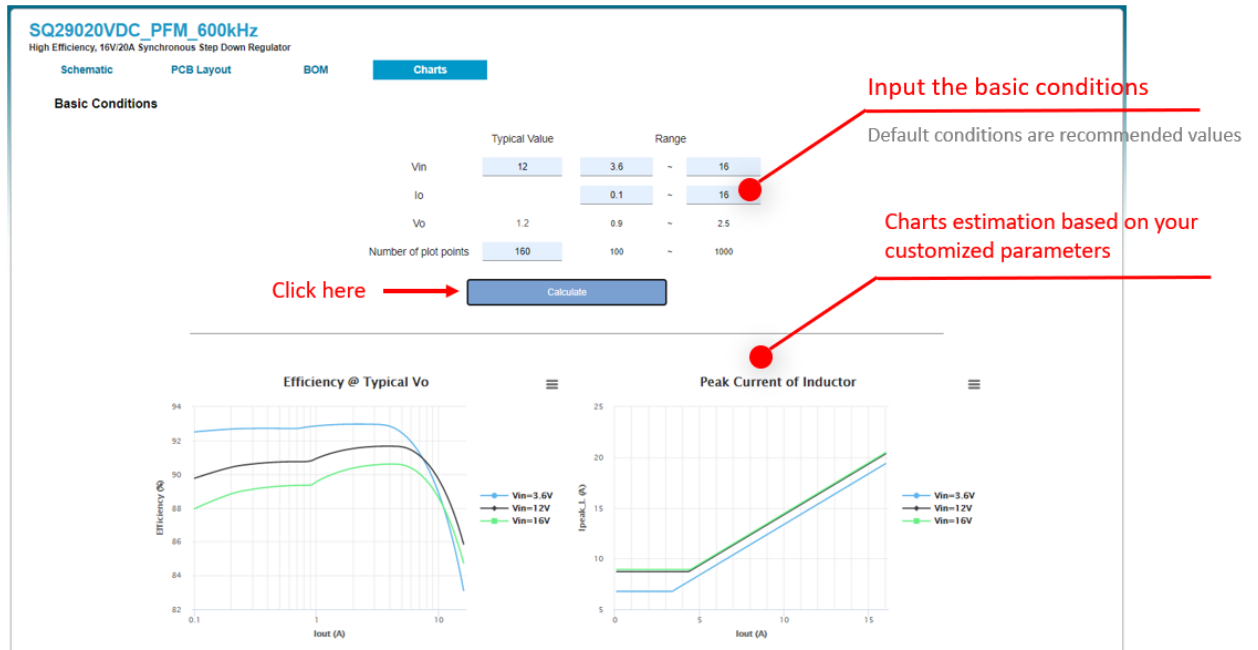 SQ29020VDC_PFM_600kHz
High Efficiency, 16V/20A Synchronous Step Down Regulator
Schematic PCB Layout BOM Charts
Basic Conditions
Input the basic conditions
Default conditions are recommended values
Typical Value Range
Vin 12 3.6 ~ 16
Io 0.1 ~ 16
Vo 1.2 0.9 ~ 2.5
Number of plot points 160 100 ~ 1000
Charts estimation based on your
customized parameters
Click here
Calculate
Efficiency @ Typical Vo
94
92
90
88
86
84
82
Efficiency (%)
0.1 1 10
Iout (A)
Vin=3.6V
Vin=12V
Vin=16V
Peak Current of Inductor
25
20
15
10
5
Ipeak_L (A)
0 5 10 15
Iout (A)
Vin=3.6V
Vin=12V
Vin=16V